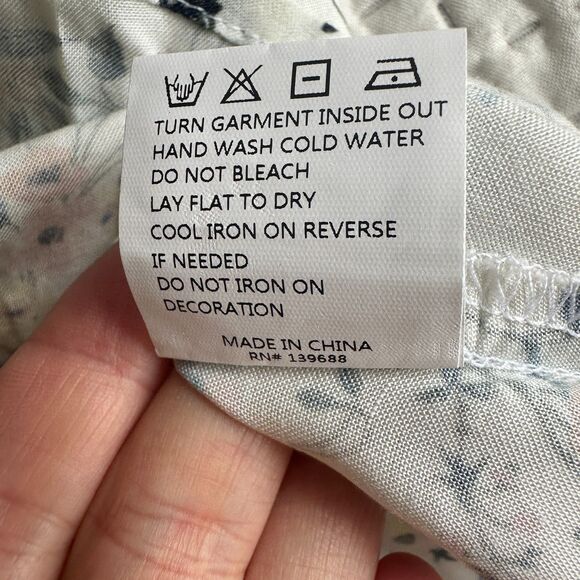 TURN GARMENT INSIDE OUT
HAND WASH COLD WATER
DO NOT BLEACH
LAY FLAT TO DRY
COOL IRON ON REVERSE
IF NEEDED
DO NOT IRON ON
DECORATION
MADE IN CHINA
RN# 139688